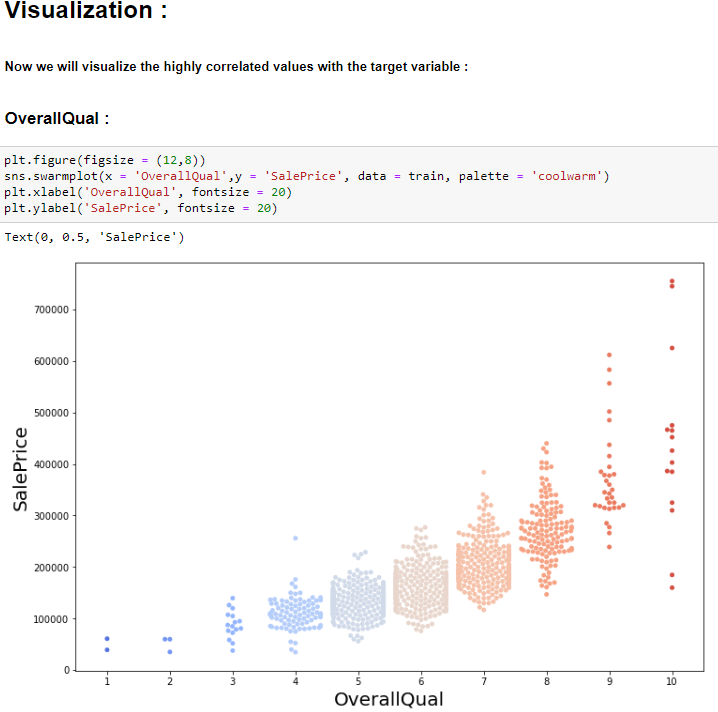 Visualization :
Now we will visualize the highly correlated values with the target variable :
OverallQual :
plt.figure(figsize = (12,8))
sns.swarmplot(x = 'OverallQual',y = 'SalePrice', data = train, palette = 'coolwarm')
plt.xlabel('OverallQual', fontsize = 20)
plt.ylabel('SalePrice', fontsize = 20)
Text(0, 0.5, 'SalePrice')
700000
600000
500000
400000
300000
200000
100000
0
SalePrice
1 2 3 4 5 6 7 8 9 10
OverallQual